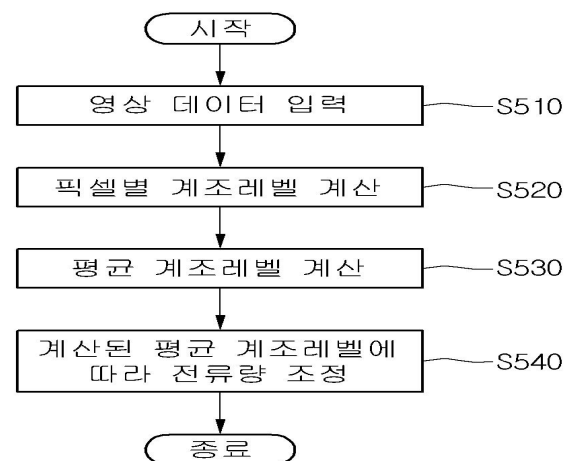 시작
영상 데이터 입력
S510
픽셀별 계조레벨 계산
S520
평균 계조레벨 계산
S530
계산된 평균 계조레벨에
따라 전류량 조정
S540
종료